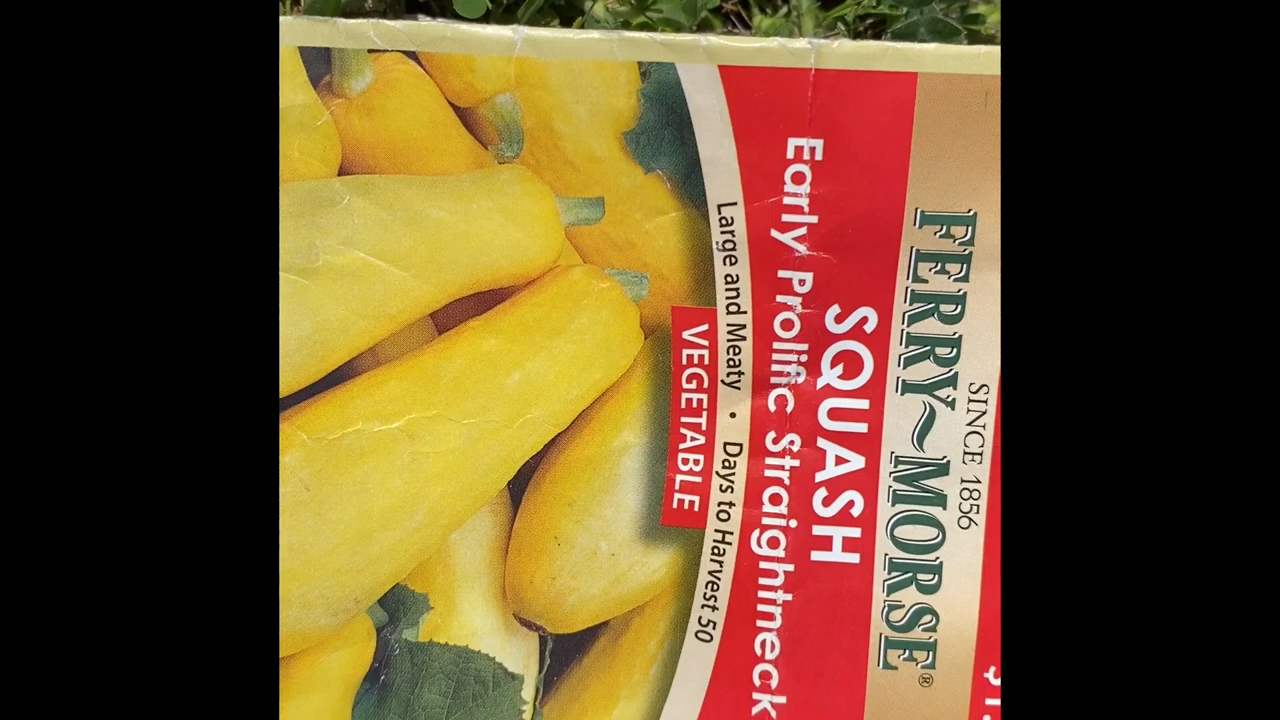 SINCE 1856
FERRY~MORSE®
SQUASH
Early Prolific Straightneck
Large and Meaty • Days to Harvest 50
VEGETABLE